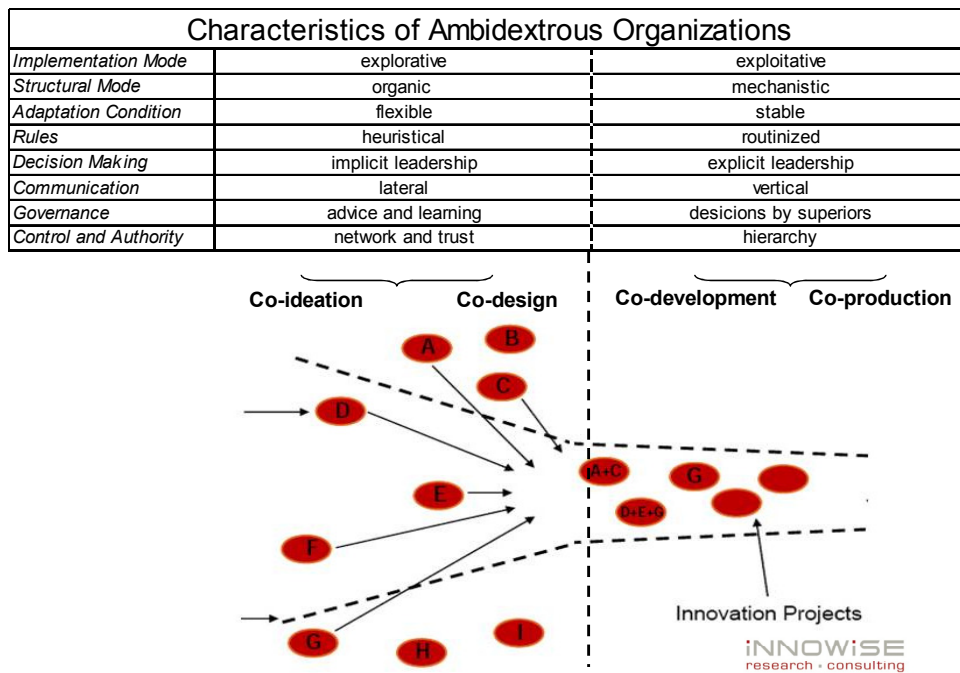 Characteristics of Ambidextrous Organizations
Implementation Mode explorative exploitative
Structural Mode organic mechanistic
Adaptation Condition flexible stable
Rules heuristical routinized
Decision Making implicit leadership explicit leadership
Communication lateral vertical
Governance advice and learning desicions by superiors
Control and Authority network and trust hierarchy
Co-ideation Co-design Co-development Co-production
A
B
C
D
E
F
G
H
I
A+C
G
D+E+G
Innovation Projects
iNNOWiSE
research · consulting